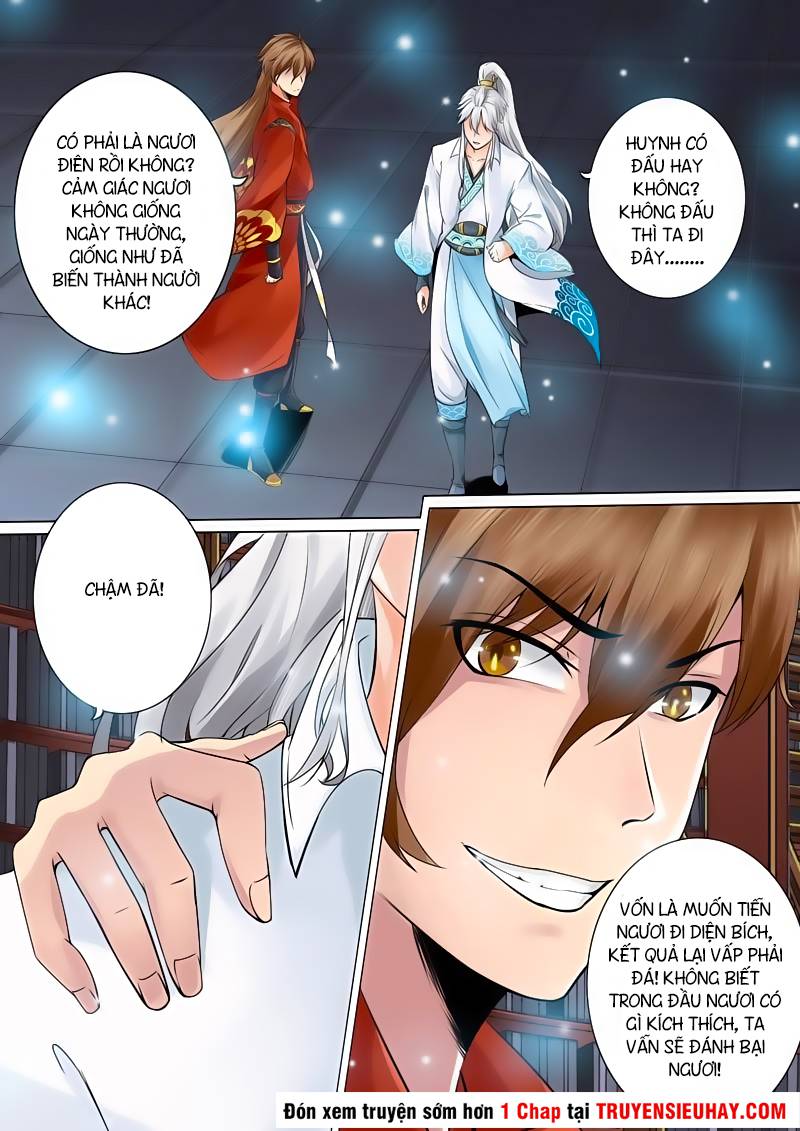 CÓ PHẢI LÀ NGƯƠI
ĐIÊN RỒI KHÔNG?
CẢM GIÁC NGƯƠI
KHÔNG GIỐNG
NGÀY THƯỜNG,
GIỐNG NHƯ ĐÃ
BIẾN THÀNH NGƯỜI
KHÁC!
HUYNH CÓ
ĐẤU HAY
KHÔNG?
KHÔNG ĐẤU
THÌ TA ĐI
ĐÂY........
CHẬM ĐÃ!
VỐN LÀ MUỐN TIỄN
NGƯƠI ĐI DIỆN BÍCH,
KẾT QUẢ LẠI VẤP PHẢI
ĐÁ! KHÔNG BIẾT
TRONG ĐẦU NGƯƠI CÓ
GÌ KÍCH THÍCH, TA
VẪN SẼ ĐÁNH BẠI
NGƯƠI!
Đón xem truyện sớm hơn 1 Chap tại TRUYENSIEUHAY.COM